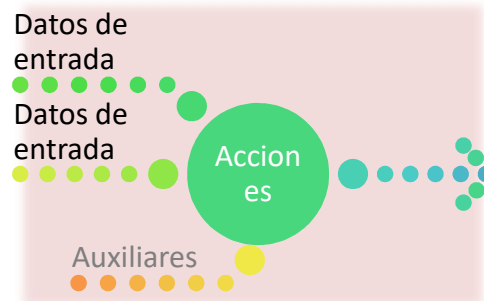 Datos de
entrada
Datos de
entrada
Accion
es
Auxiliares